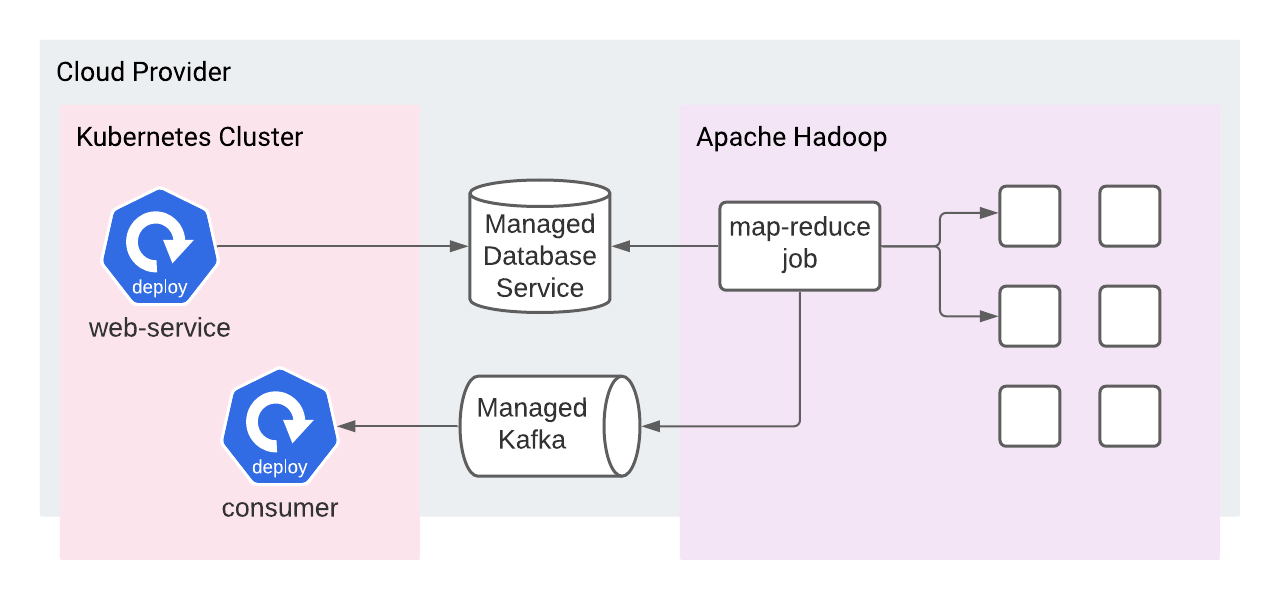 Cloud Provider
Kubernetes Cluster
Apache Hadoop
deploy
web-service
Managed
Database
Service
map-reduce
job
deploy
consumer
Managed
Kafka